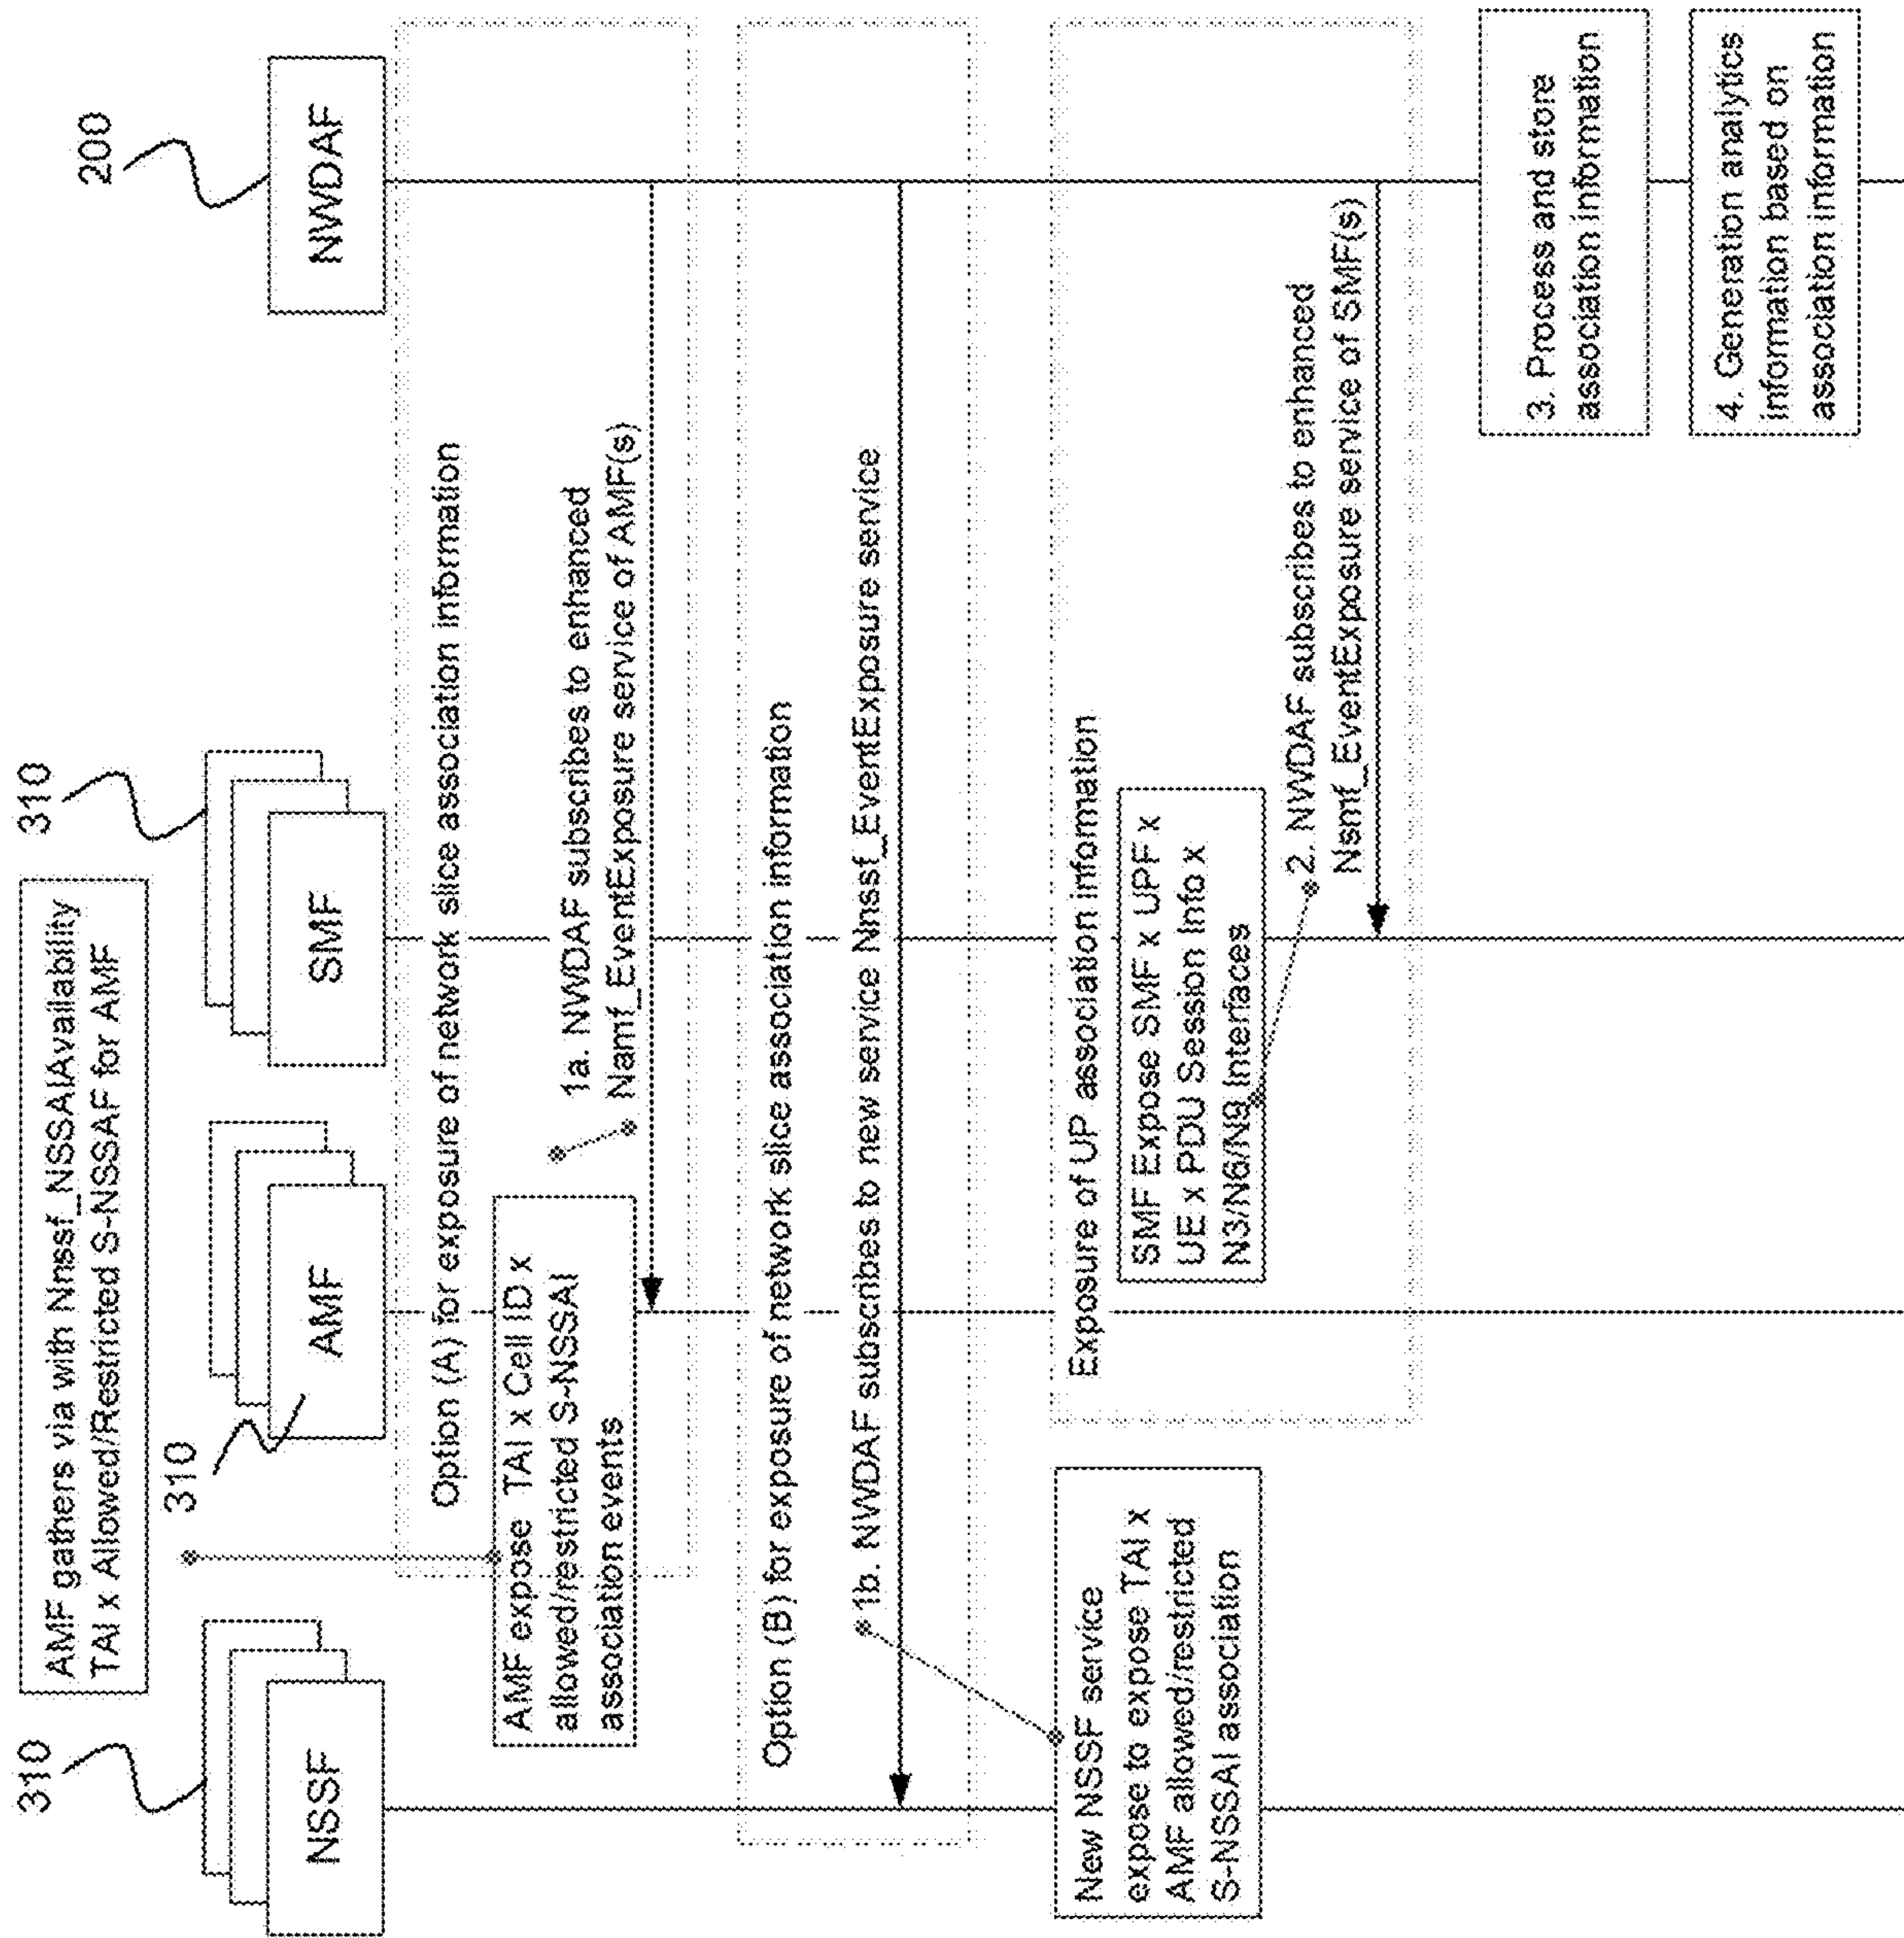 310
AMF gathers via with Nnssf_NSSAIAvailability
TAI x Allowed/Restricted S-NSSAF for AMF
310
310
200
NSSF
AMF
SMF
NWDAF
Option (A) for exposure of network slice association information
AMF expose TAI x Cell ID x
allowed/restricted S-NSSAI
association events
1a. NWDAF subscribes to enhanced
Namf_EventExposure service of AMF(s)
Option (B) for exposure of network slice association information
1b. NWDAF subscribes to new service Nnssf_EventExposure service
New NSSF service
expose to expose TAI x
AMF allowed/restricted
S-NSSAI association
Exposure of UP association information
SMF Expose SMF x UPF x
UE x PDU Session Info x
N3/N6/N9 Interfaces
2. NWDAF subscribes to enhanced
Nsmf_EventExposure service of SMF(s)
3. Process and store
association information
4. Generation analytics
information based on
association information